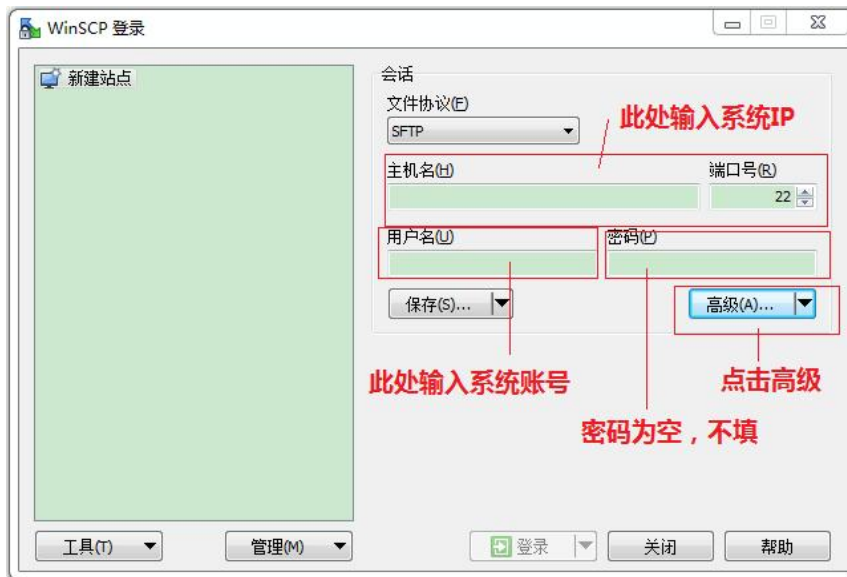 WinSCP 登录
新建站点
会话
文件协议(F)
SFTP
此处输入系统IP
主机名(H)
端口号(R)
22
用户名(U)
密码(P)
保存(S)...
高级(A)...
此处输入系统账号
点击高级
密码为空，不填
工具(T)
管理(M)
登录
关闭
帮助